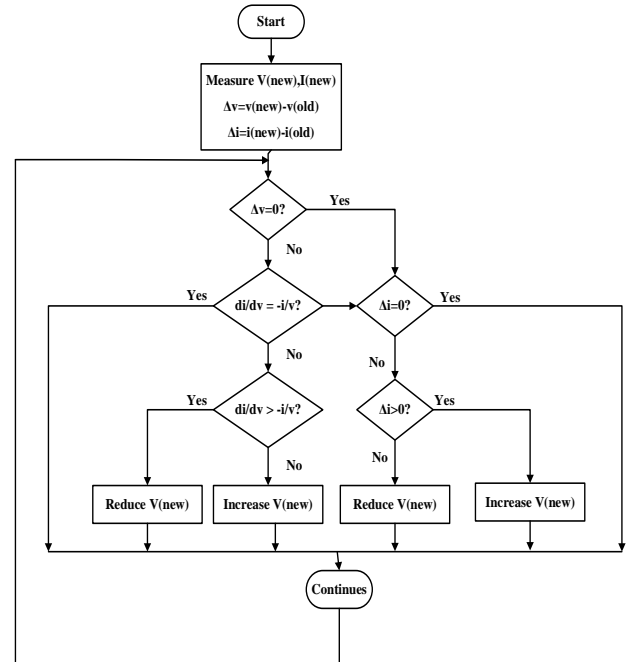 Start
Measure V(new),I(new)
Δv=v(new)-v(old)
Δi=i(new)-i(old)
Δv=0?
Yes
No
Yes
di/dv = -i/v?
Δi=0?
Yes
No
No
Yes
di/dv > -i/v?
Δi>0?
Yes
No
No
Reduce V(new)
Increase V(new)
Reduce V(new)
Increase V(new)
Continues